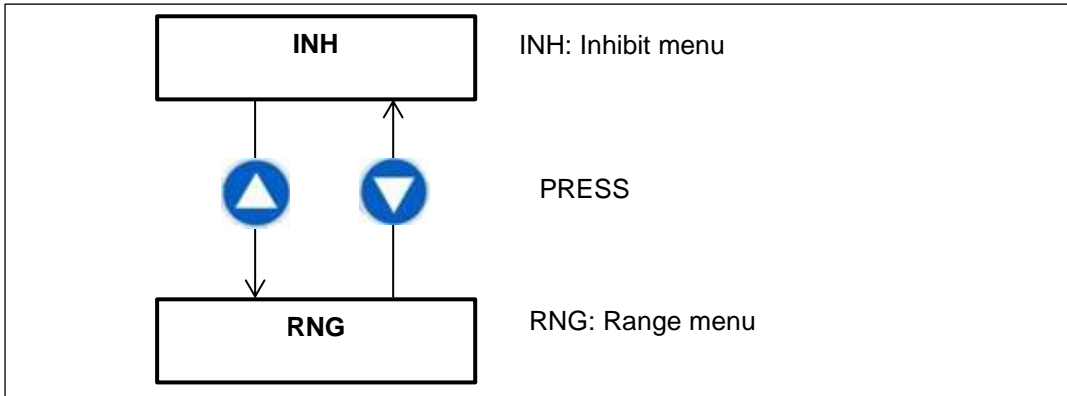 INH
INH: Inhibit menu
PRESS
RNG
RNG: Range menu